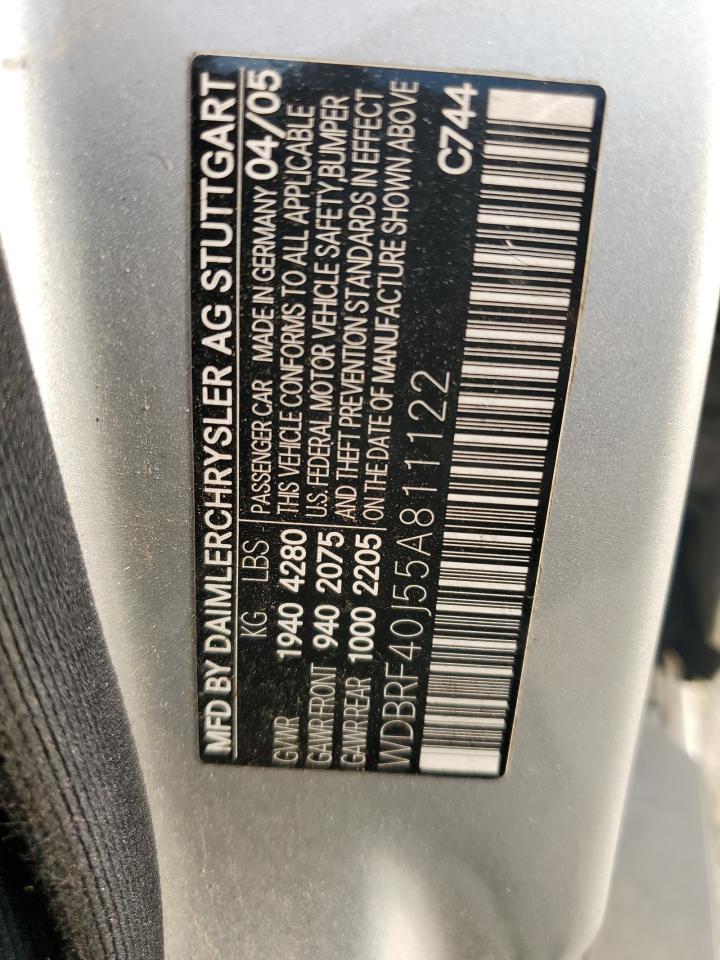 MFD BY DAIMLERCHRYSLER AG STUTTGART
KG LBS PASSENGER CAR MADE IN GERMANY 04/05
GVWR 1940 4280 THIS VEHICLE CONFORMS TO ALL APPLICABLE
GAWR FRONT 940 2075 U.S. FEDERAL MOTOR VEHICLE SAFETY, BUMPER
GAWR REAR 1000 2205 AND THEFT PREVENTION STANDARDS IN EFFECT
ON THE DATE OF MANUFACTURE SHOWN ABOVE
WDBRF40J55A811122 C744